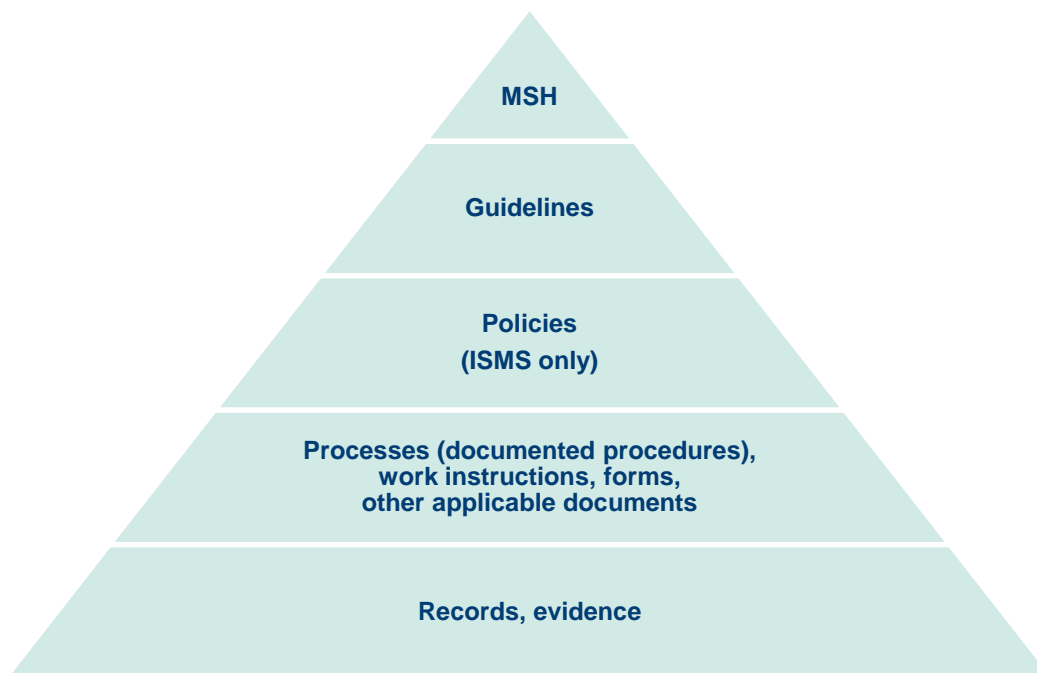 MSH
Guidelines
Policies
(ISMS only)
Processes (documented procedures),
work instructions, forms,
other applicable documents
Records, evidence